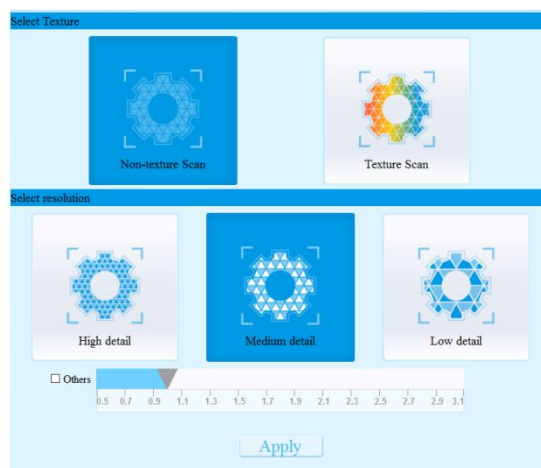 Select Texture
Non-texture Scan Texture Scan
Select resolution
High detail Medium detail Low detail
Others
0.5 0.7 0.9 1.1 1.3 1.5 1.7 1.9 2.1 2.3 2.5 2.7 2.9 3.1
Apply